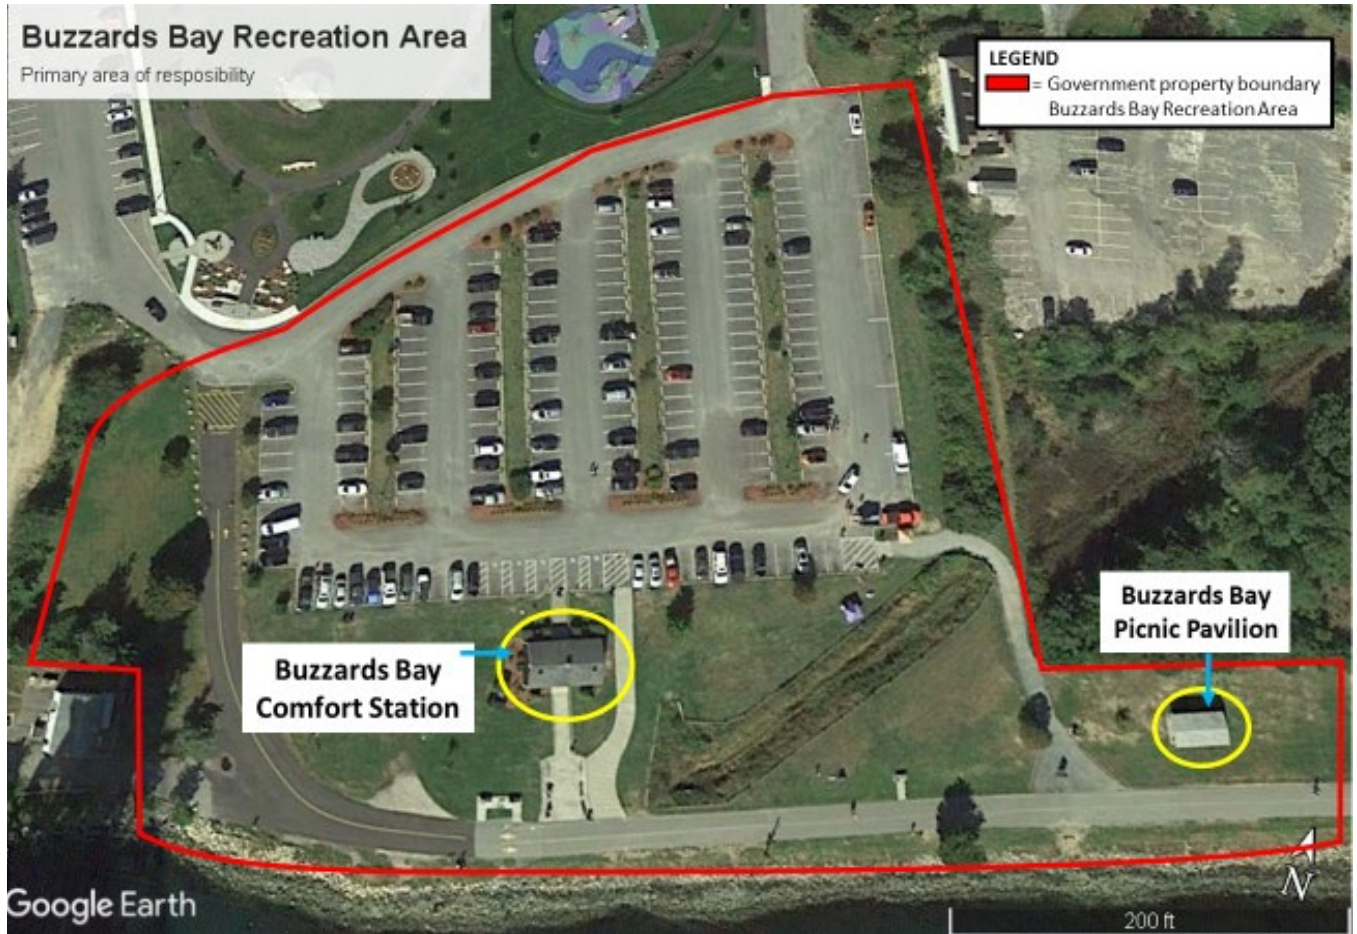 Buzzards Bay Recreation Area
Primary area of resposibility
LEGEND
= Government property boundary
Buzzards Bay Recreation Area
Buzzards Bay
Picnic Pavilion
Buzzards Bay
Comfort Station
N
Google Earth
200 ft